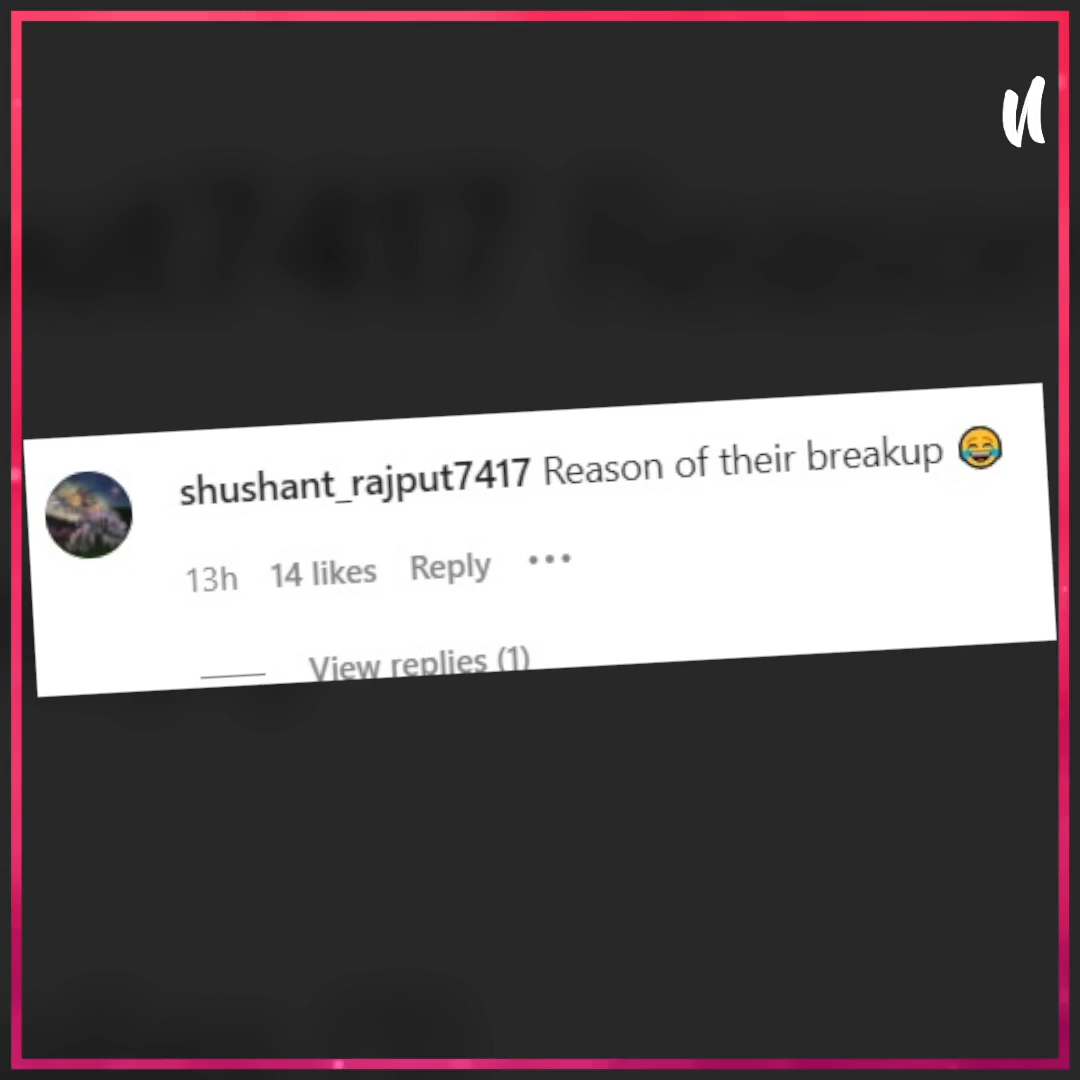 shushant_rajput7417 Reason of their breakup 😂
13h 14 likes Reply •••
View replies (1)